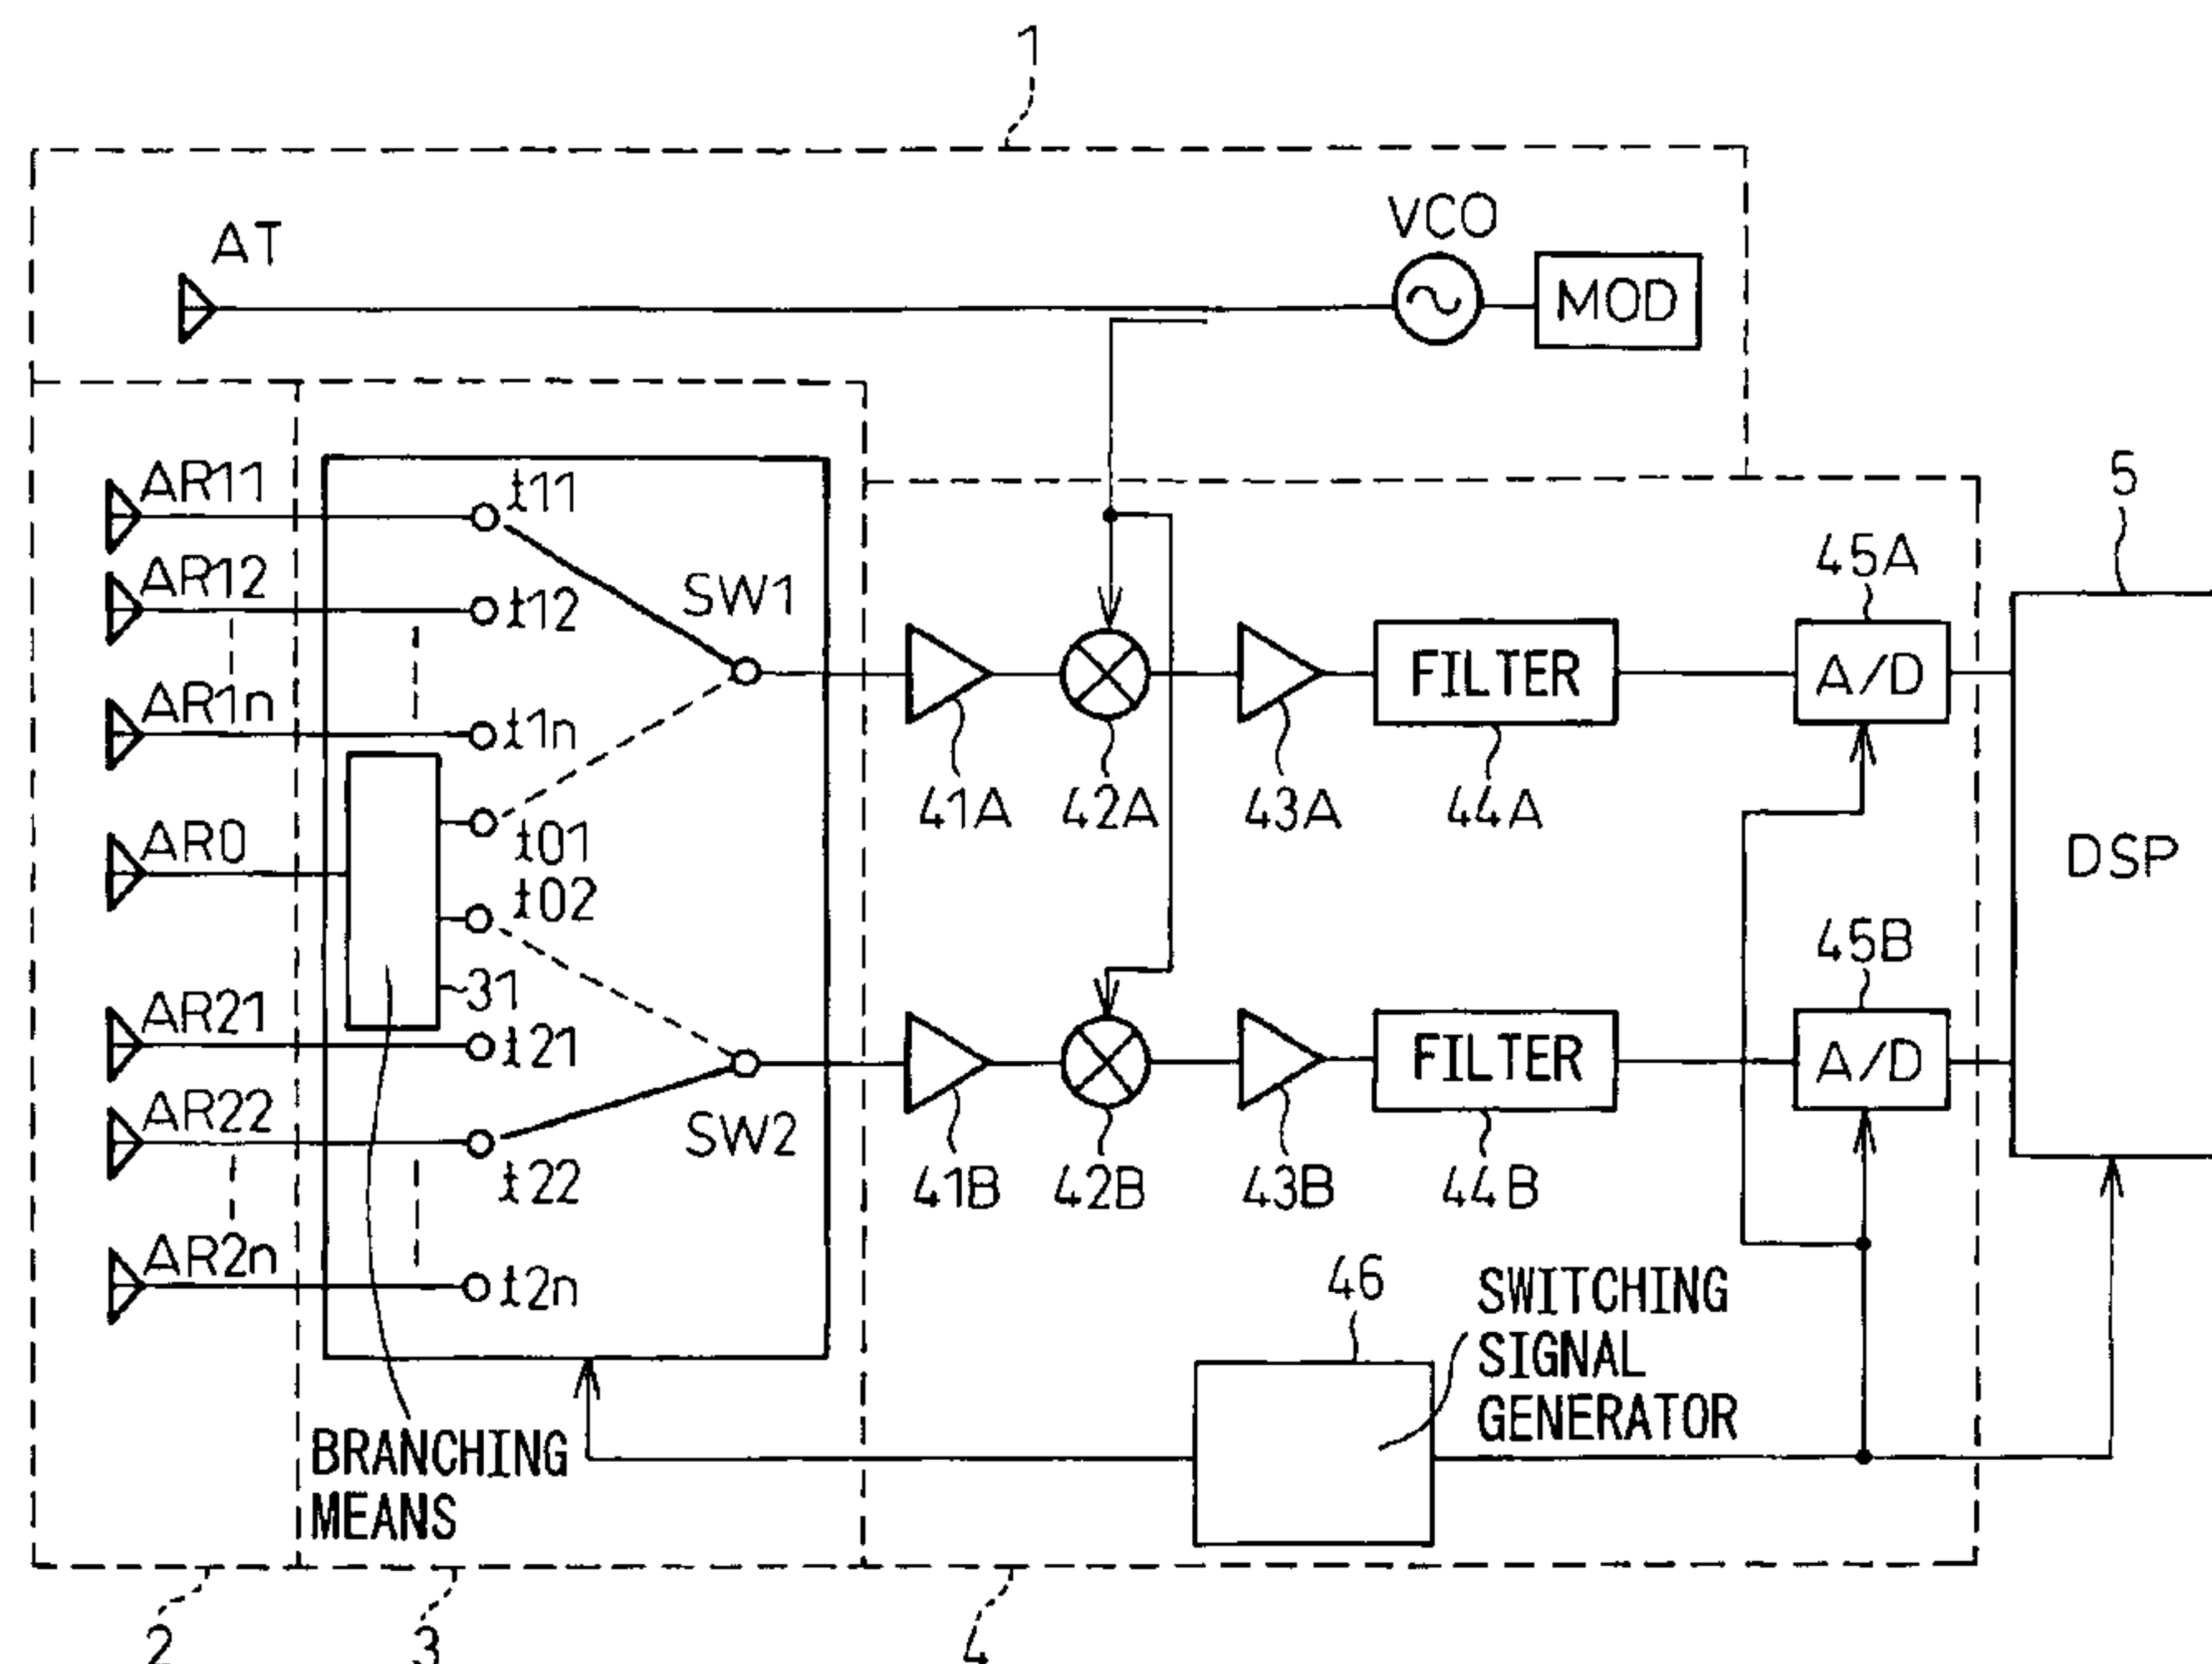 1
AT
VCO
MOD
AR11
t11
AR12
t12
SW1
AR1n
t1n
AR0
t01
t02
31
AR21
t21
AR22
t22
SW2
AR2n
t2n
41A
42A
43A
FILTER
44A
45A
A/D
5
DSP
41B
42B
43B
FILTER
44B
45B
A/D
46
SWITCHING
SIGNAL
GENERATOR
BRANCHING
MEANS
2
3
4